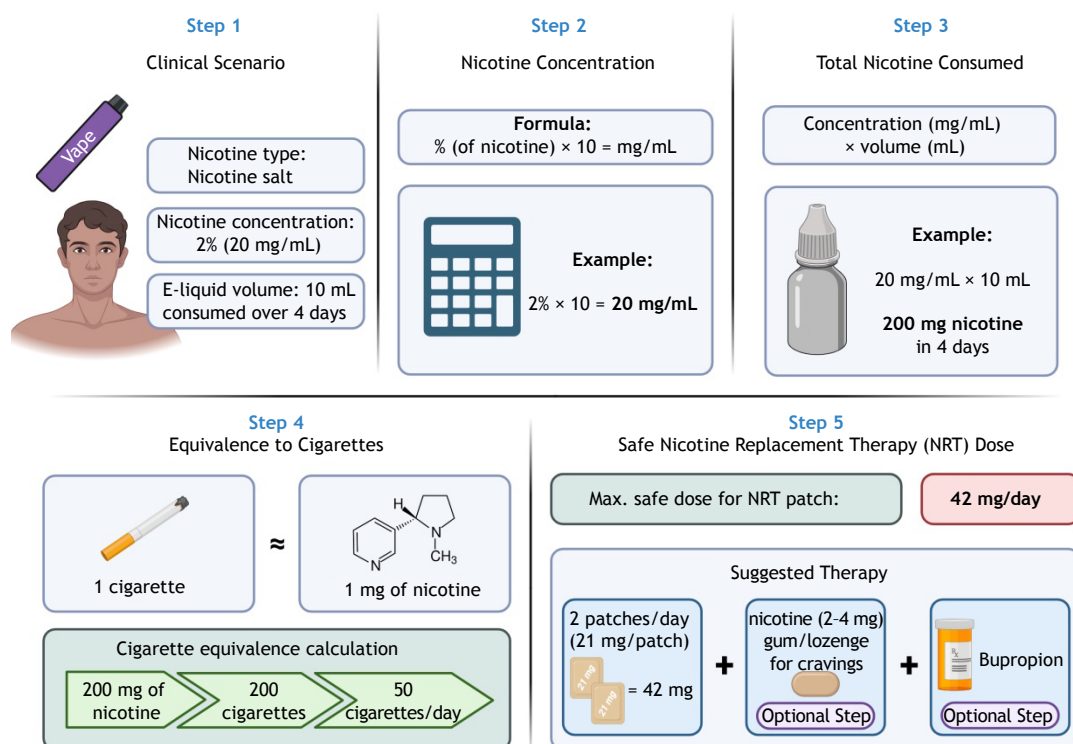 Step 1
Clinical Scenario
Vape
Nicotine type:
Nicotine salt
Nicotine concentration:
2% (20 mg/mL)
E-liquid volume: 10 mL
consumed over 4 days
Step 2
Nicotine Concentration
Formula:
% (of nicotine) × 10 = mg/mL
Example:
2% × 10 = 20 mg/mL
Step 3
Total Nicotine Consumed
Concentration (mg/mL)
× volume (mL)
Example:
20 mg/mL × 10 mL
200 mg nicotine
in 4 days
Step 4
Equivalence to Cigarettes
1 cigarette
≈
H
N
N
CH₃
1 mg of nicotine
Cigarette equivalence calculation
200 mg of
nicotine
200
cigarettes
50
cigarettes/day
Step 5
Safe Nicotine Replacement Therapy (NRT) Dose
Max. safe dose for NRT patch:
42 mg/day
Suggested Therapy
2 patches/day
(21 mg/patch)
21 mg
21 mg
= 42 mg
+
nicotine (2–4 mg)
gum/lozenge
for cravings
Optional Step
+
Rx
Bupropion
Optional Step